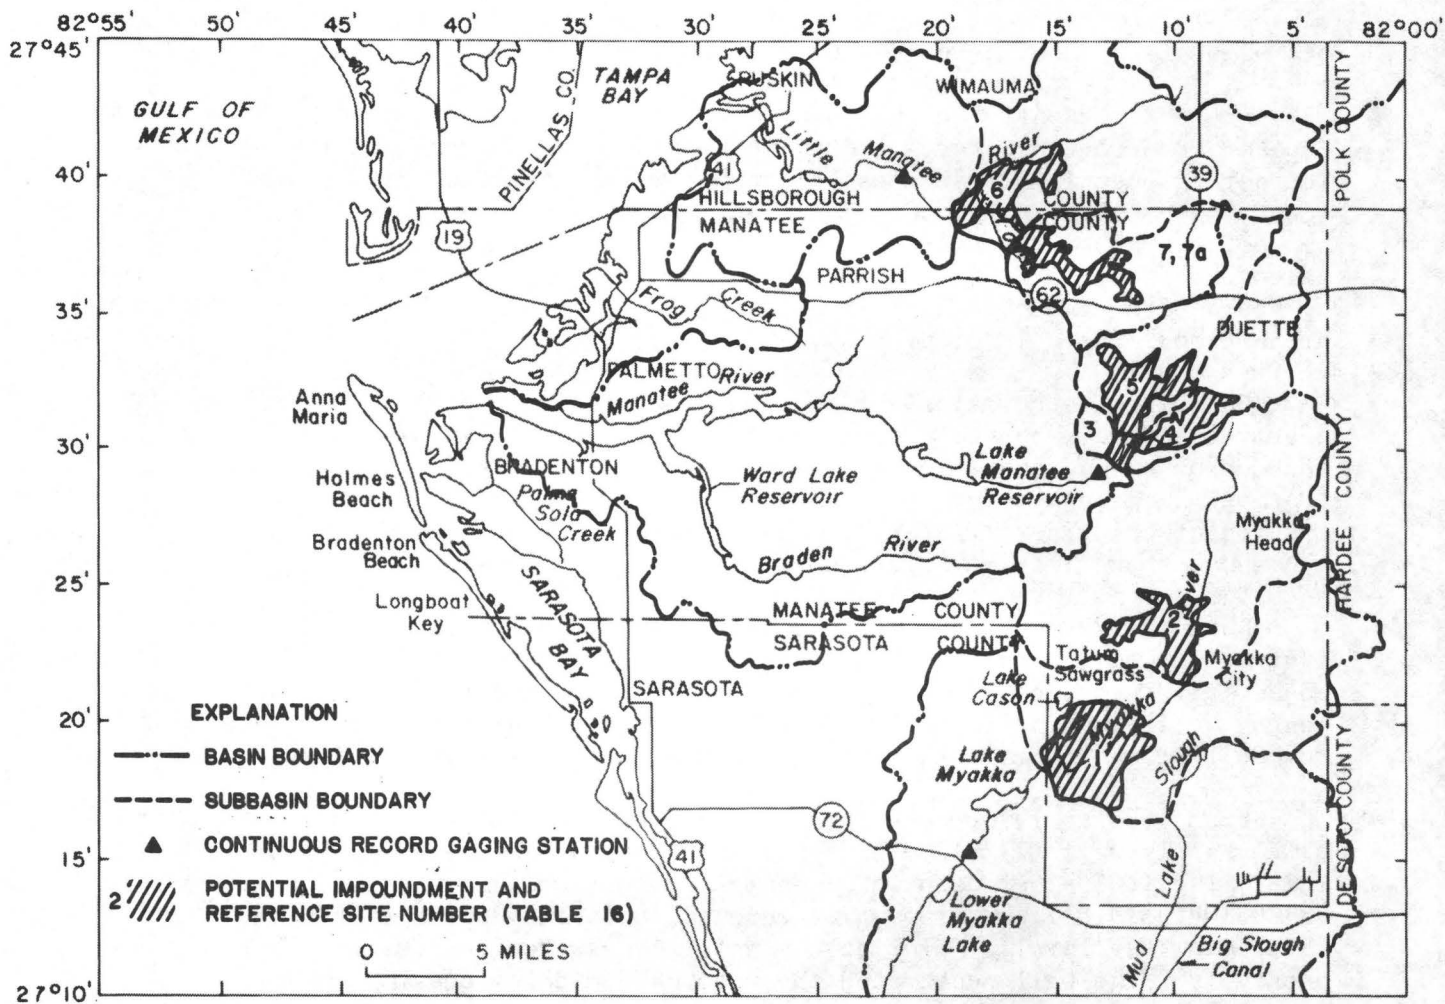 82°55' 50' 45' 40' 35' 30' 25' 20' 15' 10' 5' 82°00'
27°45'
40'
35'
30'
25'
20'
15'
27°10'
GULF OF
MEXICO
TAMPA
BAY
PINELLAS CO.
RUSKIN
WIMAUMA
POLK COUNTY
Little Manatee River
41
39
19
HILLSBOROUGH COUNTY
MANATEE COUNTY
6
7, 7a
PARRISH
62
Frog Creek
DUETTE
PALMETTO
Manatee River
5
3
4
Anna
Maria
BRADENTON
Ward Lake
Reservoir
Lake
Manatee
Reservoir
Holmes
Beach
Palma
Sola
Creek
Bradenton
Beach
Braden River
Myakka
Head
HARDEE COUNTY
Longboat
Key
SARASOTA
BAY
MANATEE COUNTY
SARASOTA COUNTY
River
2
Tatum
Sawgrass
Myakka
City
Lake
Cason
SARASOTA
Myakka
1
Lake
Myakka
Slough
72
41
Lower
Myakka
Lake
Mud Lake
Big Slough
Canal
DE SOTO COUNTY
EXPLANATION
BASIN BOUNDARY
SUBBASIN BOUNDARY
CONTINUOUS RECORD GAGING STATION
2 POTENTIAL IMPOUNDMENT AND
REFERENCE SITE NUMBER (TABLE 16)
0 5 MILES